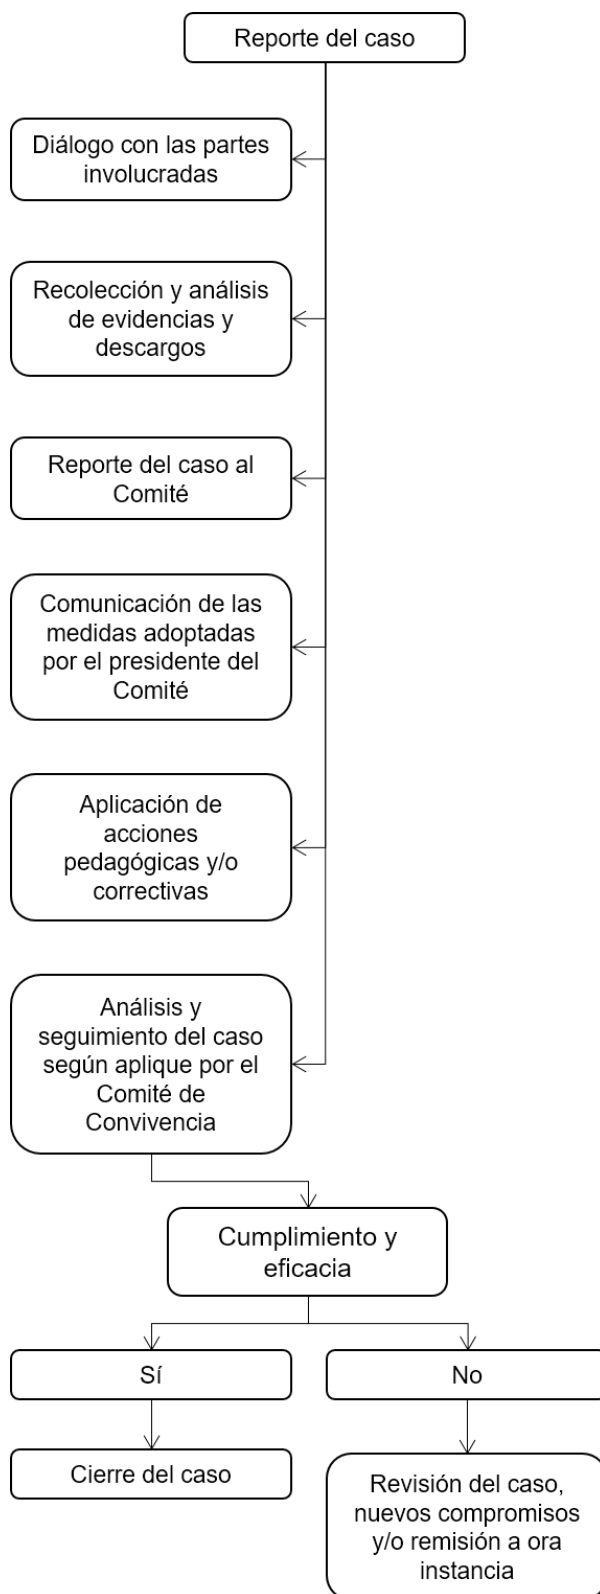 Reporte del caso
Diálogo con las partes
involucradas
Recolección y análisis
de evidencias y
descargos
Reporte del caso al
Comité
Comunicación de las
medidas adoptadas
por el presidente del
Comité
Aplicación de
acciones
pedagógicas y/o
correctivas
Análisis y
seguimiento del caso
según aplique por el
Comité de
Convivencia
Cumplimiento y
eficacia
Sí
No
Cierre del caso
Revisión del caso,
nuevos compromisos
y/o remisión a ora
instancia